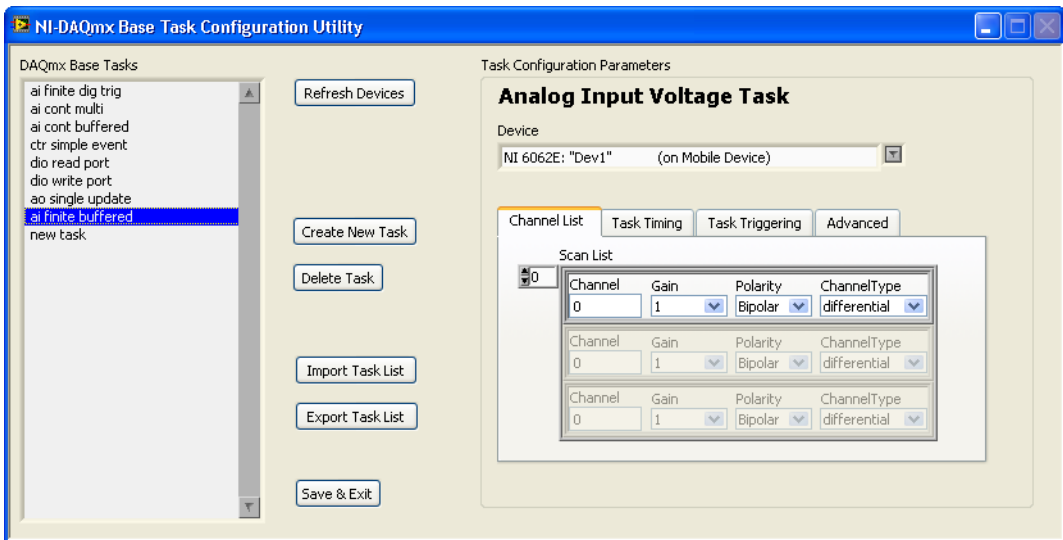 NI-DAQmx Base Task Configuration Utility
DAQmx Base Tasks
ai finite dig trig
ai cont multi
ai cont buffered
ctr simple event
dio read port
dio write port
ao single update
ai finite buffered
new task
Refresh Devices
Create New Task
Delete Task
Import Task List
Export Task List
Save & Exit
Task Configuration Parameters
Analog Input Voltage Task
Device
NI 6062E: "Dev1" (on Mobile Device)
Channel List Task Timing Task Triggering Advanced
Scan List
0
Channel Gain Polarity ChannelType
0 1 Bipolar differential
Channel Gain Polarity ChannelType
0 1 Bipolar differential
Channel Gain Polarity ChannelType
0 1 Bipolar differential